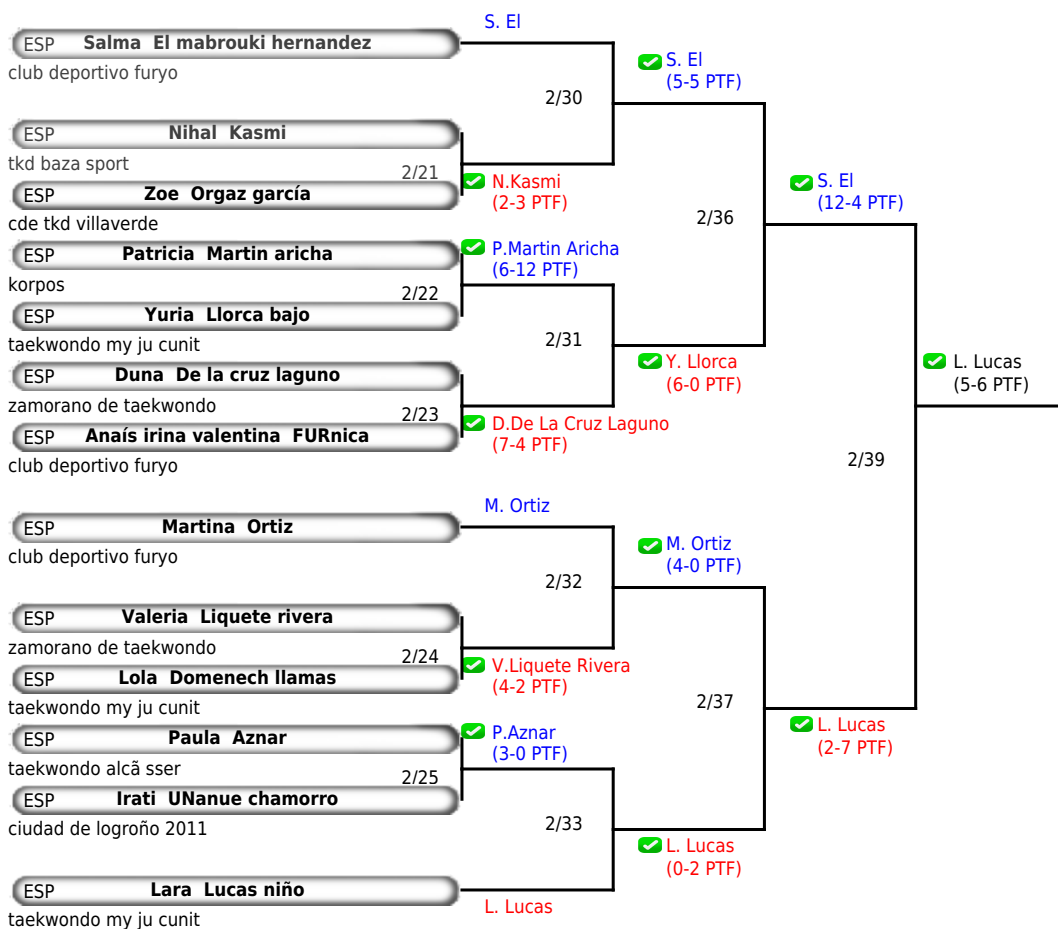 S. El
ESP Salma El mabrouki hernandez
club deportivo furyo
S. El
(5-5 PTF)
2/30
ESP Nihal Kasmi
tkd baza sport
2/21
N.Kasmi
(2-3 PTF)
ESP Zoe Orgaz garcía
cde tkd villaverde
S. El
(12-4 PTF)
2/36
ESP Patricia Martin aricha
korpos
P.Martin Aricha
(6-12 PTF)
2/22
ESP Yuria Llorca bajo
taekwondo my ju cunit
2/31
Y. Llorca
(6-0 PTF)
ESP Duna De la cruz laguno
zamorano de taekwondo
2/23
D.De La Cruz Laguno
(7-4 PTF)
ESP Anaís irina valentina FURnica
club deportivo furyo
L. Lucas
(5-6 PTF)
2/39
M. Ortiz
ESP Martina Ortiz
club deportivo furyo
M. Ortiz
(4-0 PTF)
2/32
ESP Valeria Liquete rivera
zamorano de taekwondo
2/24
V.Liquete Rivera
(4-2 PTF)
ESP Lola Domenech llamas
taekwondo my ju cunit
2/37
L. Lucas
(2-7 PTF)
ESP Paula Aznar
taekwondo alcã sser
P.Aznar
(3-0 PTF)
2/25
ESP Irati UNanue chamorro
ciudad de logroño 2011
2/33
L. Lucas
(0-2 PTF)
ESP Lara Lucas niño
taekwondo my ju cunit
L. Lucas